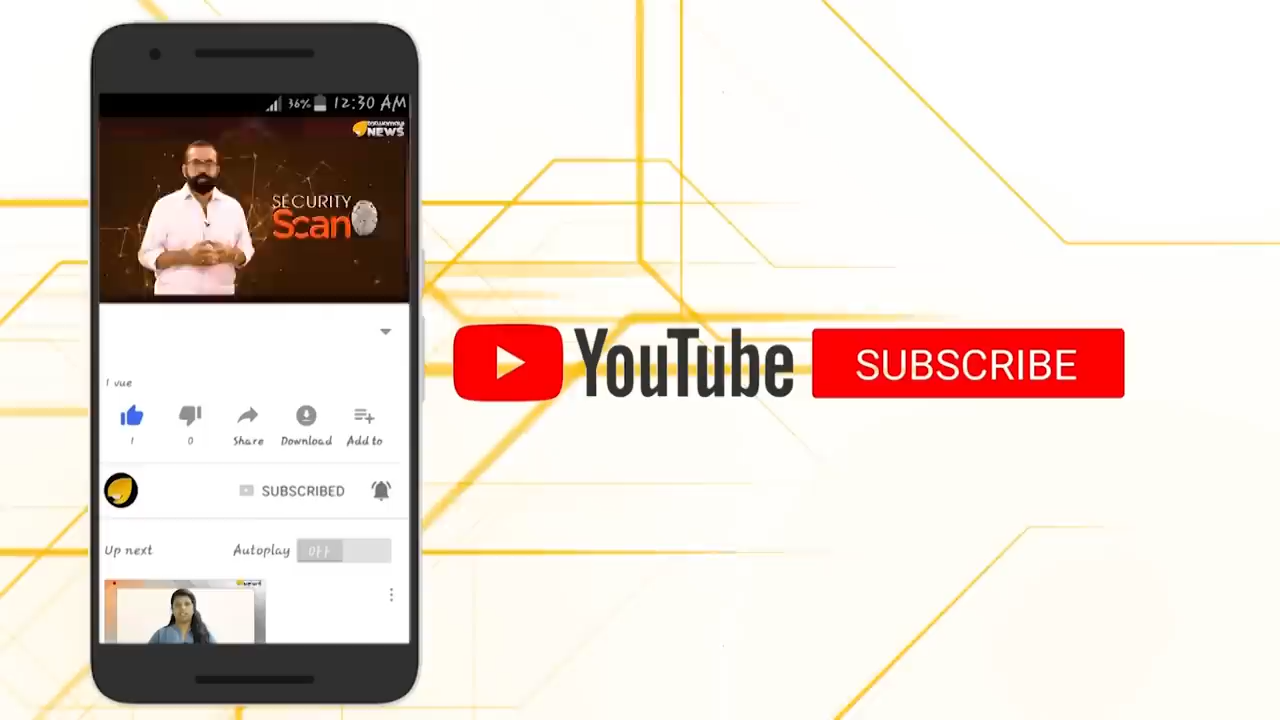 36% 12:30 AM
tatwamayi
NEWS
SECURITY
Scan
1 vue
1
0
Share
Download
Add to
SUBSCRIBED
Up next
Autoplay
OFF
YouTube
SUBSCRIBE